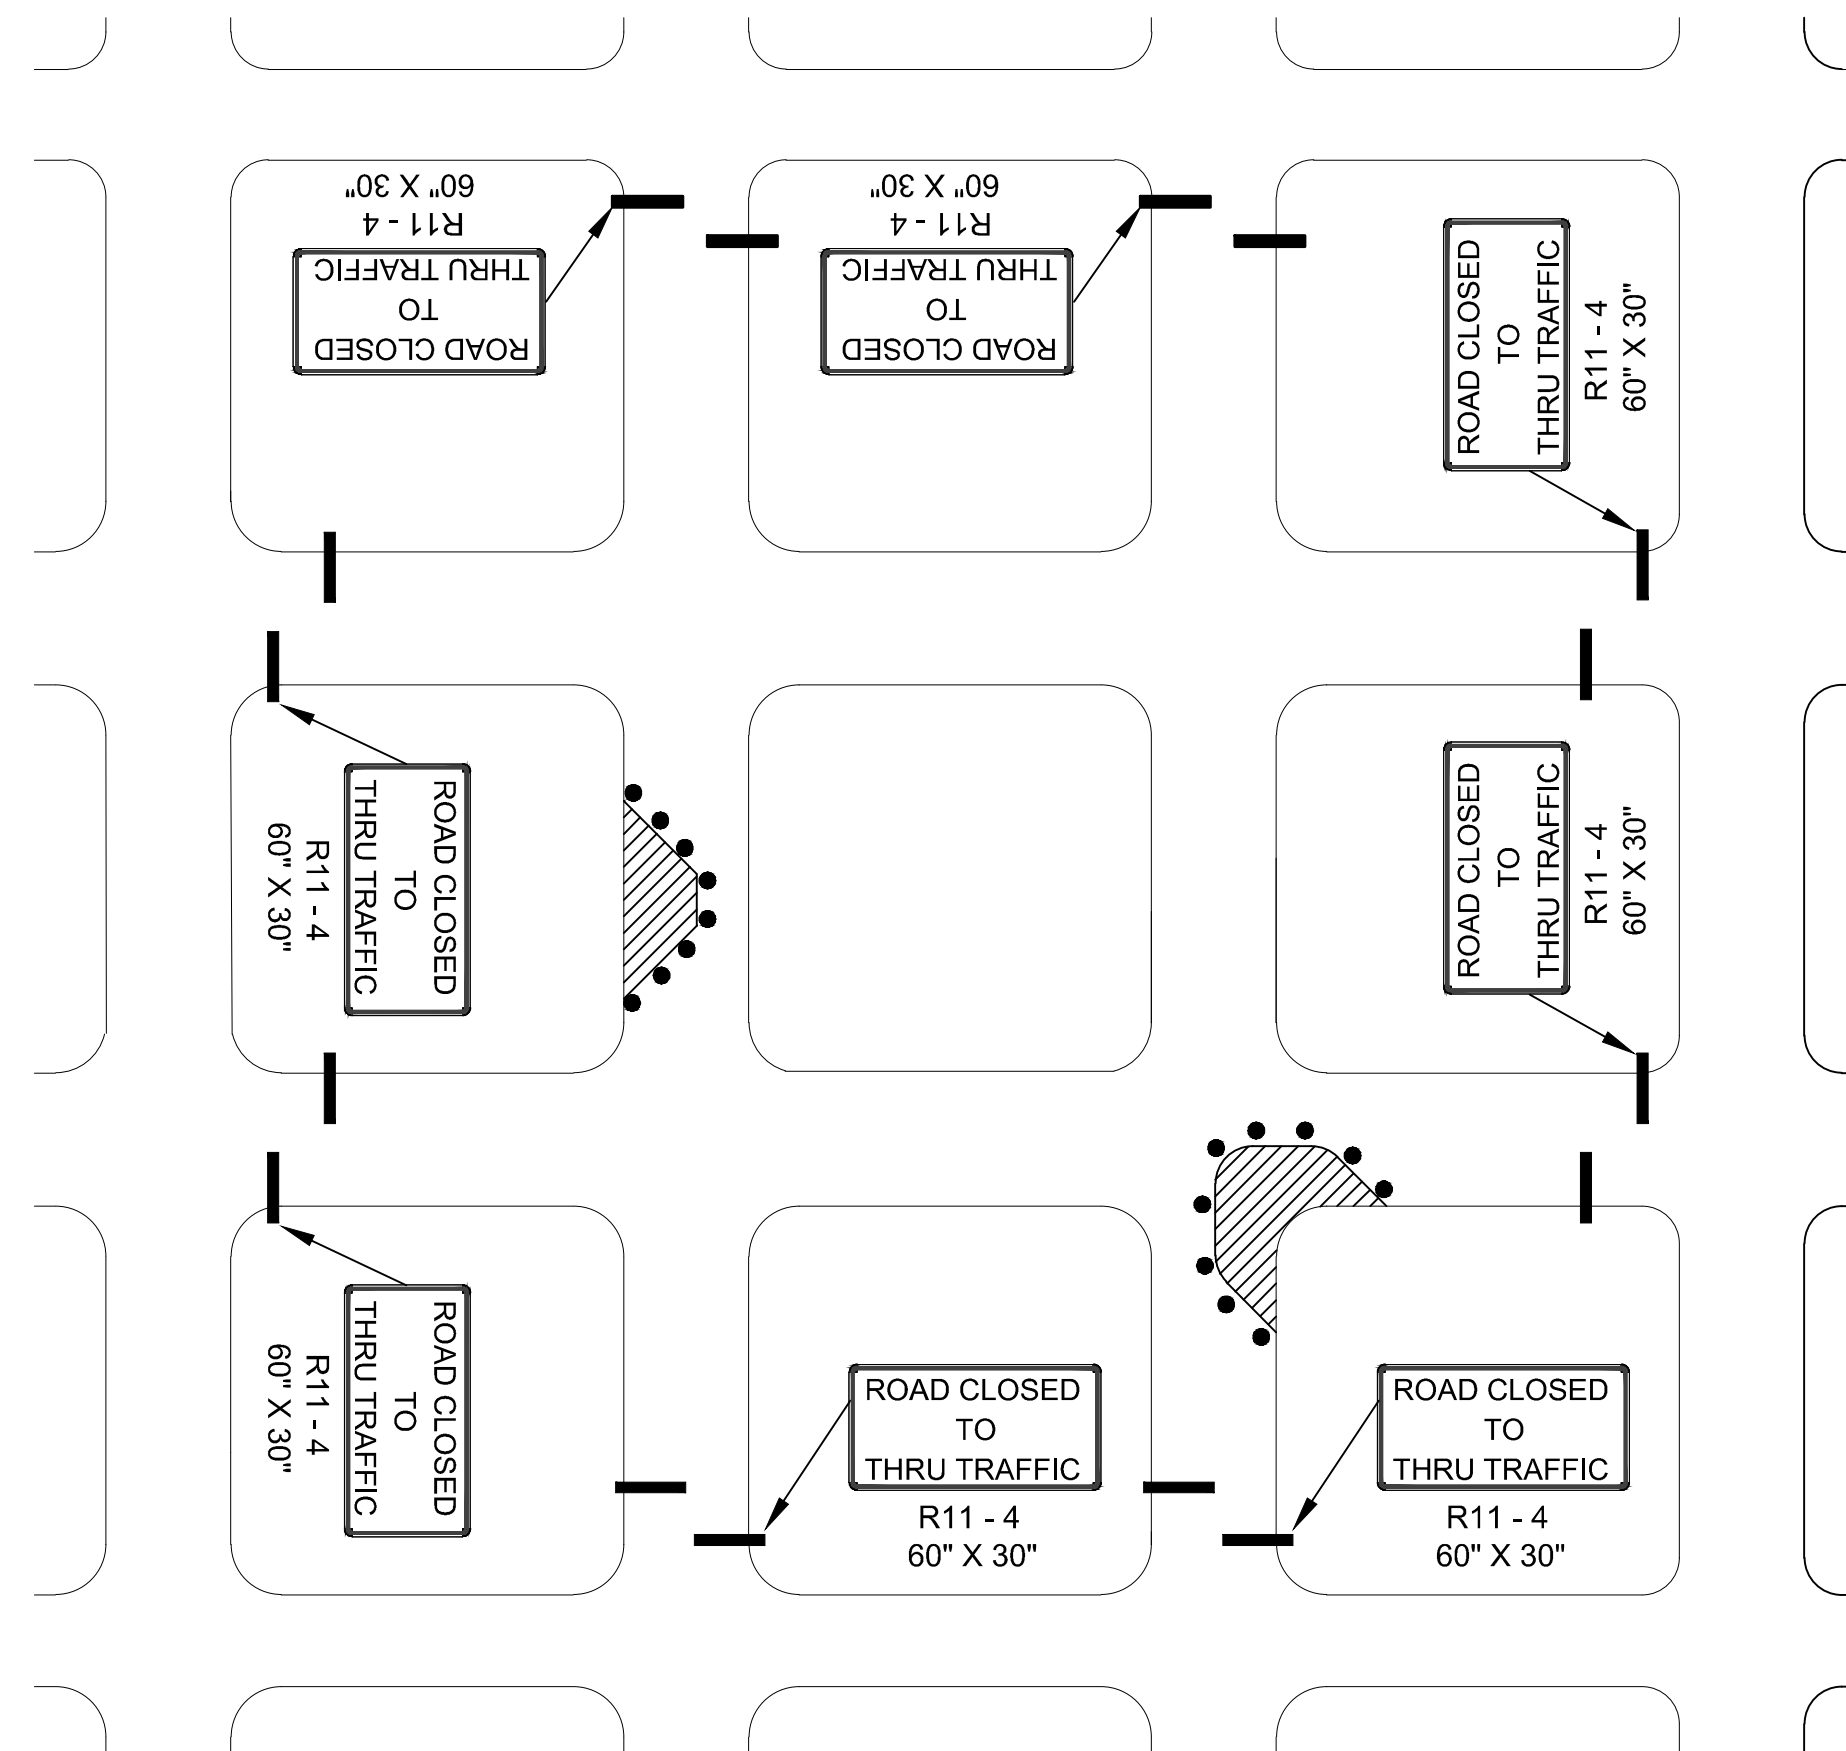 60" X 30"
R11 - 4
ROAD CLOSED
TO
THRU TRAFFIC
60" X 30"
R11 - 4
ROAD CLOSED
TO
THRU TRAFFIC
ROAD CLOSED
TO
THRU TRAFFIC
R11 - 4
60" X 30"
ROAD CLOSED
TO
THRU TRAFFIC
R11 - 4
60" X 30"
ROAD CLOSED
TO
THRU TRAFFIC
R11 - 4
60" X 30"
ROAD CLOSED
TO
THRU TRAFFIC
R11 - 4
60" X 30"
ROAD CLOSED
TO
THRU TRAFFIC
R11 - 4
60" X 30"
ROAD CLOSED
TO
THRU TRAFFIC
R11 - 4
60" X 30"